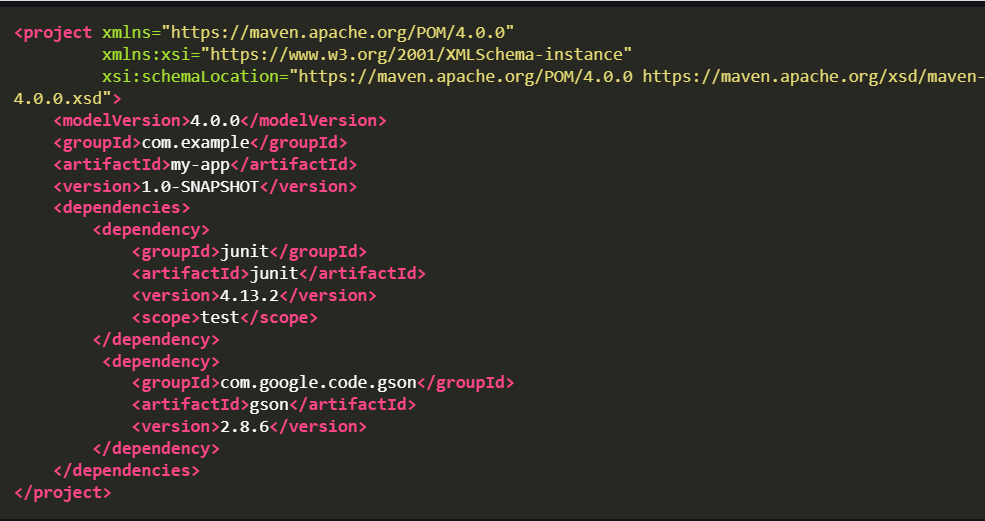 <project xmlns="https://maven.apache.org/POM/4.0.0"
         xmlns:xsi="https://www.w3.org/2001/XMLSchema-instance"
         xsi:schemaLocation="https://maven.apache.org/POM/4.0.0 https://maven.apache.org/xsd/maven-
4.0.0.xsd">
    <modelVersion>4.0.0</modelVersion>
    <groupId>com.example</groupId>
    <artifactId>my-app</artifactId>
    <version>1.0-SNAPSHOT</version>
    <dependencies>
        <dependency>
            <groupId>junit</groupId>
            <artifactId>junit</artifactId>
            <version>4.13.2</version>
            <scope>test</scope>
        </dependency>
         <dependency>
            <groupId>com.google.code.gson</groupId>
            <artifactId>gson</artifactId>
            <version>2.8.6</version>
        </dependency>
    </dependencies>
</project>